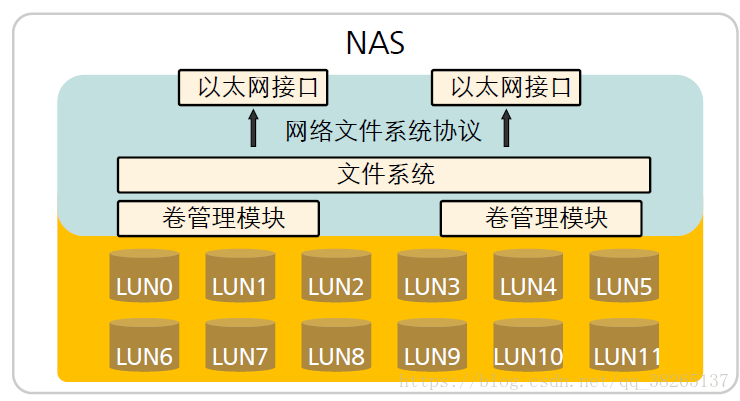 NAS
以太网接口 以太网接口
网络文件系统协议
文件系统
卷管理模块 卷管理模块
LUN0 LUN1 LUN2 LUN3 LUN4 LUN5
LUN6 LUN7 LUN8 LUN9 LUN10 LUN11
https://blog.csdn.net/qq_38265137